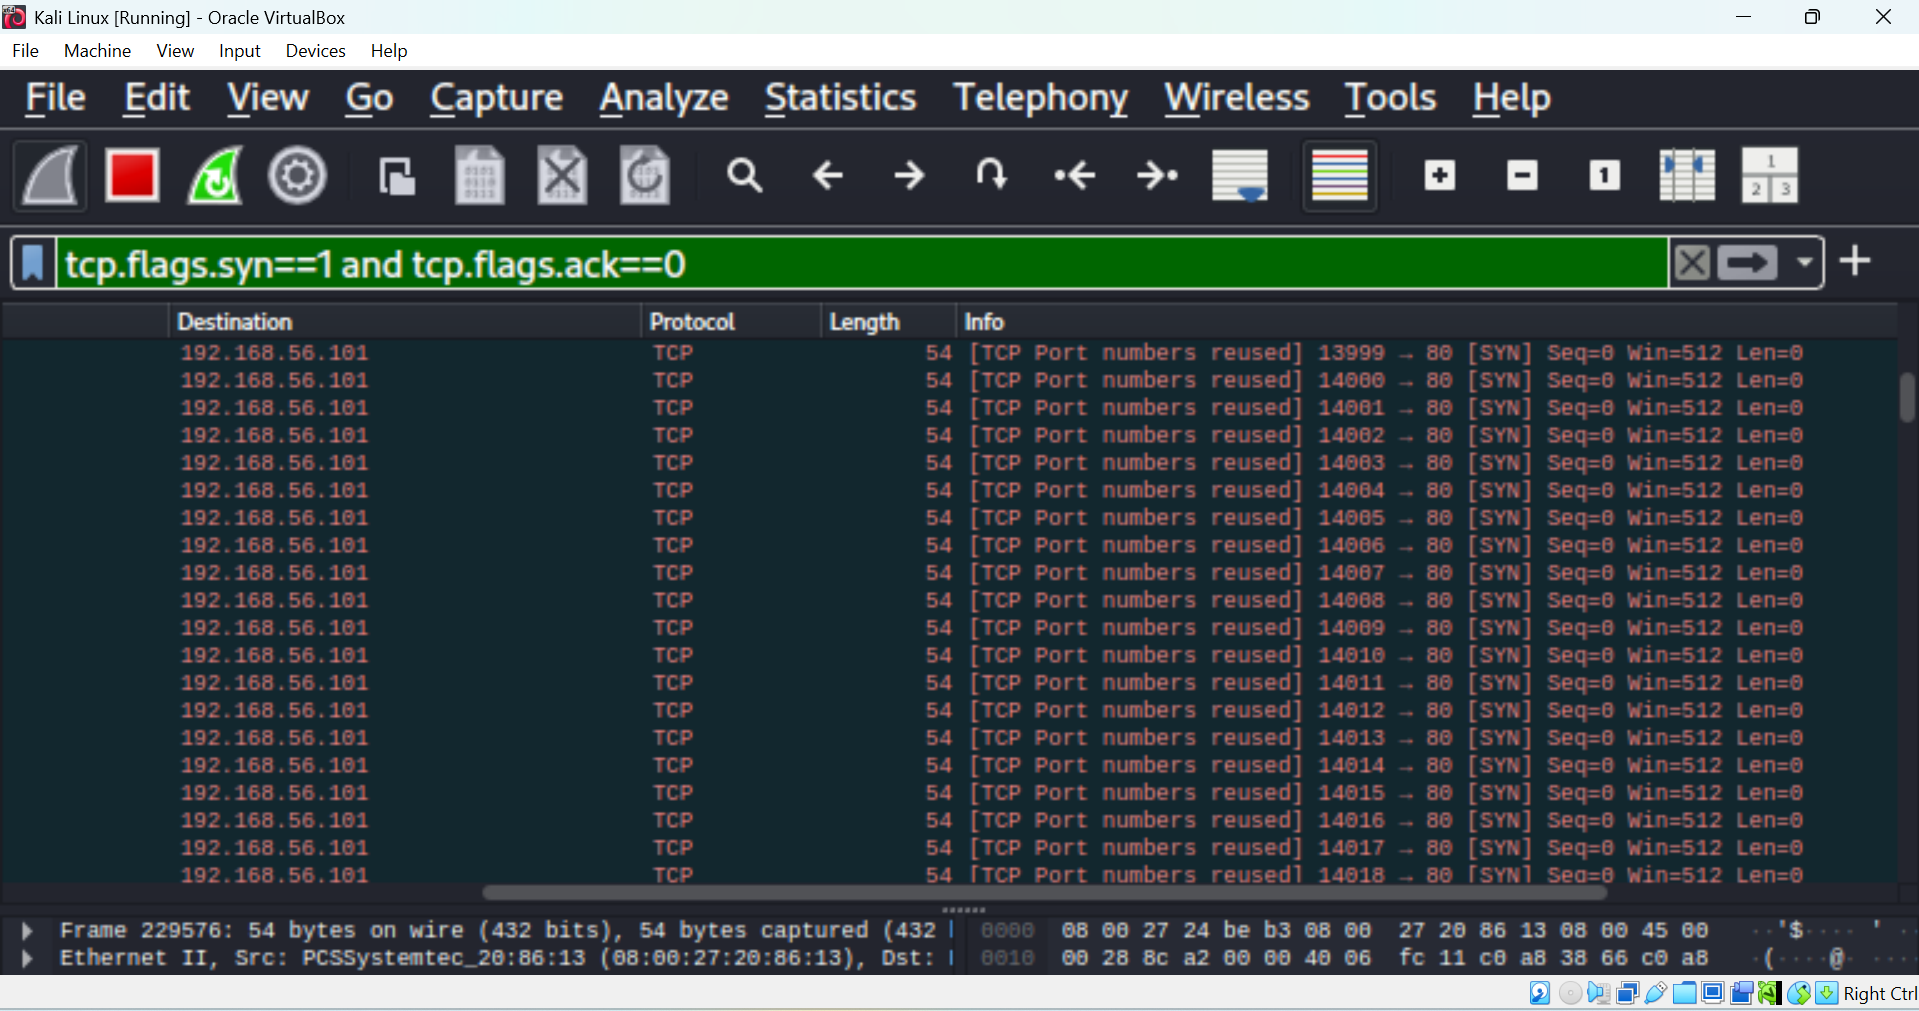 Kali Linux [Running] - Oracle VirtualBox
File Machine View Input Devices Help
File Edit View Go Capture Analyze Statistics Telephony Wireless Tools Help
tcp.flags.syn==1 and tcp.flags.ack==0
Destination Protocol Length Info
192.168.56.101 TCP 54 [TCP Port numbers reused] 13999 → 80 [SYN] Seq=0 Win=512 Len=0
192.168.56.101 TCP 54 [TCP Port numbers reused] 14000 → 80 [SYN] Seq=0 Win=512 Len=0
192.168.56.101 TCP 54 [TCP Port numbers reused] 14001 → 80 [SYN] Seq=0 Win=512 Len=0
192.168.56.101 TCP 54 [TCP Port numbers reused] 14002 → 80 [SYN] Seq=0 Win=512 Len=0
192.168.56.101 TCP 54 [TCP Port numbers reused] 14003 → 80 [SYN] Seq=0 Win=512 Len=0
192.168.56.101 TCP 54 [TCP Port numbers reused] 14004 → 80 [SYN] Seq=0 Win=512 Len=0
192.168.56.101 TCP 54 [TCP Port numbers reused] 14005 → 80 [SYN] Seq=0 Win=512 Len=0
192.168.56.101 TCP 54 [TCP Port numbers reused] 14006 → 80 [SYN] Seq=0 Win=512 Len=0
192.168.56.101 TCP 54 [TCP Port numbers reused] 14007 → 80 [SYN] Seq=0 Win=512 Len=0
192.168.56.101 TCP 54 [TCP Port numbers reused] 14008 → 80 [SYN] Seq=0 Win=512 Len=0
192.168.56.101 TCP 54 [TCP Port numbers reused] 14009 → 80 [SYN] Seq=0 Win=512 Len=0
192.168.56.101 TCP 54 [TCP Port numbers reused] 14010 → 80 [SYN] Seq=0 Win=512 Len=0
192.168.56.101 TCP 54 [TCP Port numbers reused] 14011 → 80 [SYN] Seq=0 Win=512 Len=0
192.168.56.101 TCP 54 [TCP Port numbers reused] 14012 → 80 [SYN] Seq=0 Win=512 Len=0
192.168.56.101 TCP 54 [TCP Port numbers reused] 14013 → 80 [SYN] Seq=0 Win=512 Len=0
192.168.56.101 TCP 54 [TCP Port numbers reused] 14014 → 80 [SYN] Seq=0 Win=512 Len=0
192.168.56.101 TCP 54 [TCP Port numbers reused] 14015 → 80 [SYN] Seq=0 Win=512 Len=0
192.168.56.101 TCP 54 [TCP Port numbers reused] 14016 → 80 [SYN] Seq=0 Win=512 Len=0
192.168.56.101 TCP 54 [TCP Port numbers reused] 14017 → 80 [SYN] Seq=0 Win=512 Len=0
192.168.56.101 TCP 54 [TCP Port numbers reused] 14018 → 80 [SYN] Seq=0 Win=512 Len=0
Frame 229576: 54 bytes on wire (432 bits), 54 bytes captured (432 0000 08 00 27 24 be b3 08 00 27 20 86 13 08 00 45 00 ··'$···· '
Ethernet II, Src: PCSSystemtec_20:86:13 (08:00:27:20:86:13), Dst: 0010 00 28 8c a2 00 00 40 06 fc 11 c0 a8 38 66 c0 a8 ·(····@·
Right Ctrl